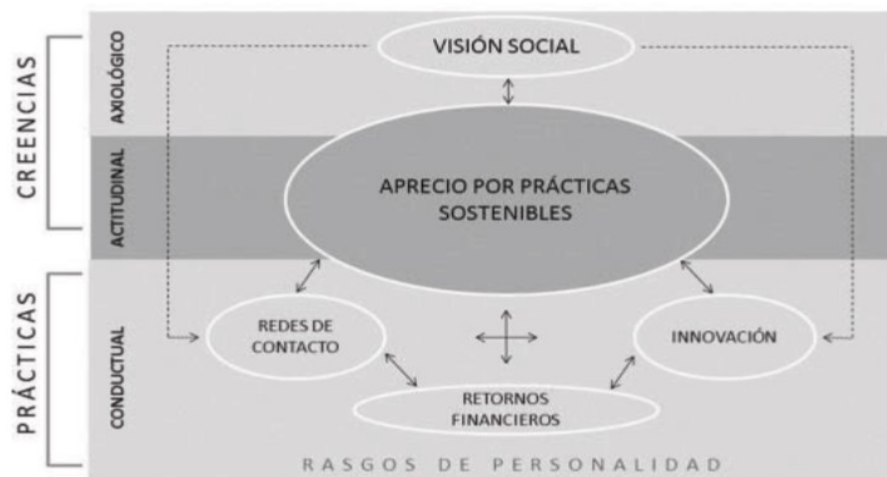 CREENCIAS
PRÁCTICAS
AXIOLÓGICO
ACTITUDINAL
CONDUCTUAL
VISIÓN SOCIAL
APRECIO POR PRÁCTICAS
SOSTENIBLES
REDES DE
CONTACTO
INNOVACIÓN
RETORNOS
FINANCIEROS
RASGOS DE PERSONALIDAD